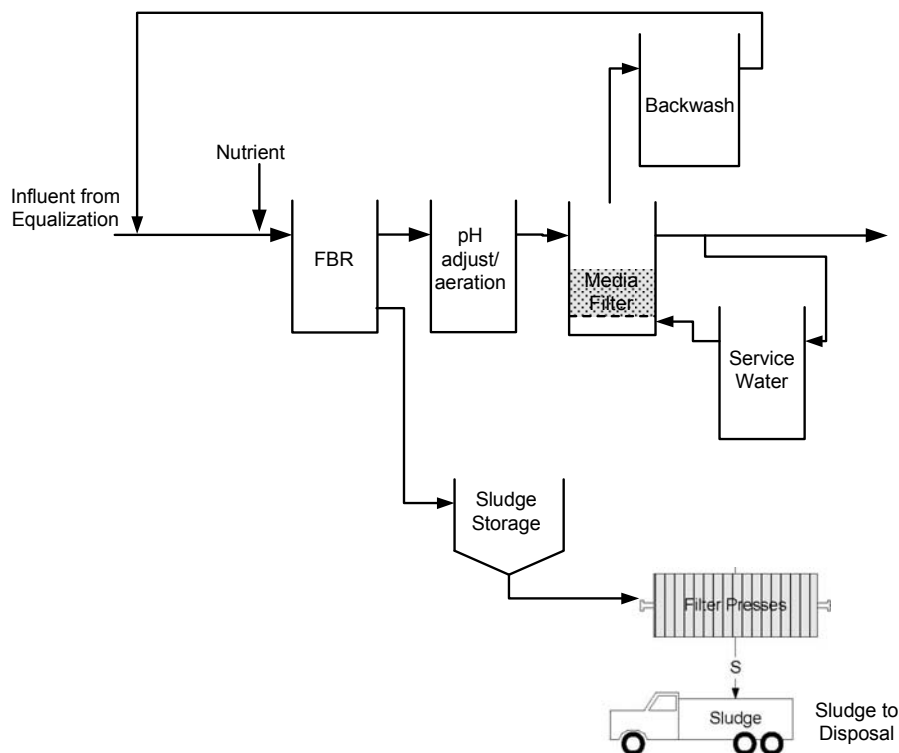 Backwash
Nutrient
Influent from
Equalization
FBR
pH
adjust/
aeration
Media
Filter
Service
Water
Sludge
Storage
Filter Presses
S
Sludge
Sludge to
Disposal